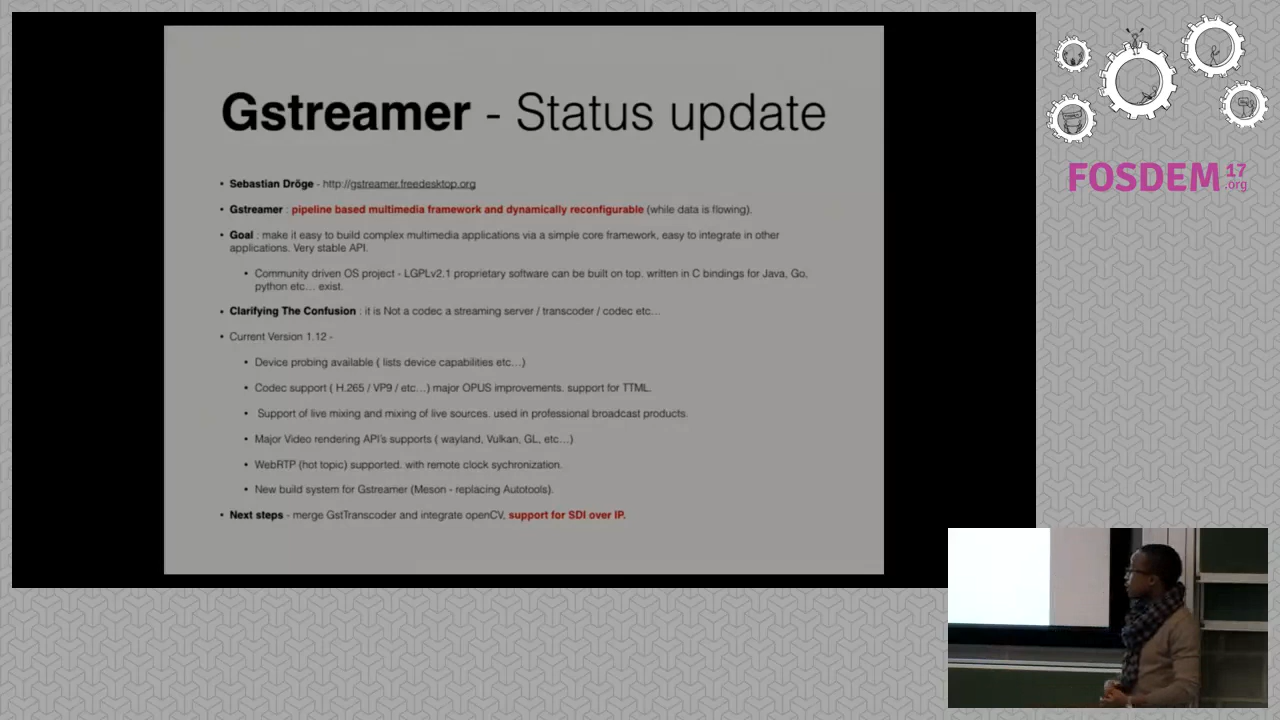 Gstreamer - Status update
• Sebastian Dröge - http://gstreamer.freedesktop.org
• Gstreamer : pipeline based multimedia framework and dynamically reconfigurable (while data is flowing).
• Goal : make it easy to build complex multimedia applications via a simple core framework, easy to integrate in other
applications. Very stable API.
• Community driven OS project - LGPLv2.1 proprietary software can be built on top. written in C bindings for Java, Go,
python etc… exist.
• Clarifying The Confusion : it is Not a codec a streaming server / transcoder / codec etc…
• Current Version 1.12 -
• Device probing available ( lists device capabilities etc…)
• Codec support ( H.265 / VP9 / etc…) major OPUS improvements. support for TTML.
• Support of live mixing and mixing of live sources. used in professional broadcast products.
• Major Video rendering API's supports ( wayland, Vulkan, GL, etc…)
• WebRTP (hot topic) supported. with remote clock sychronization.
• New build system for Gstreamer (Meson - replacing Autotools).
• Next steps - merge GstTranscoder and integrate openCV, support for SDI over IP.
FOSDEM 17
.org